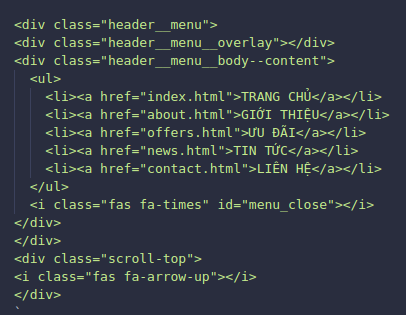 <div class="header__menu">
<div class="header__menu__overlay"></div>
<div class="header__menu__body--content">
<ul>
<li><a href="index.html">TRANG CHỦ</a></li>
<li><a href="about.html">GIỚI THIỆU</a></li>
<li><a href="offers.html">ƯU ĐÃI</a></li>
<li><a href="news.html">TIN TỨC</a></li>
<li><a href="contact.html">LIÊN HỆ</a></li>
</ul>
<i class="fas fa-times" id="menu_close"></i>
</div>
</div>
<div class="scroll-top">
<i class="fas fa-arrow-up"></i>
</div>
`